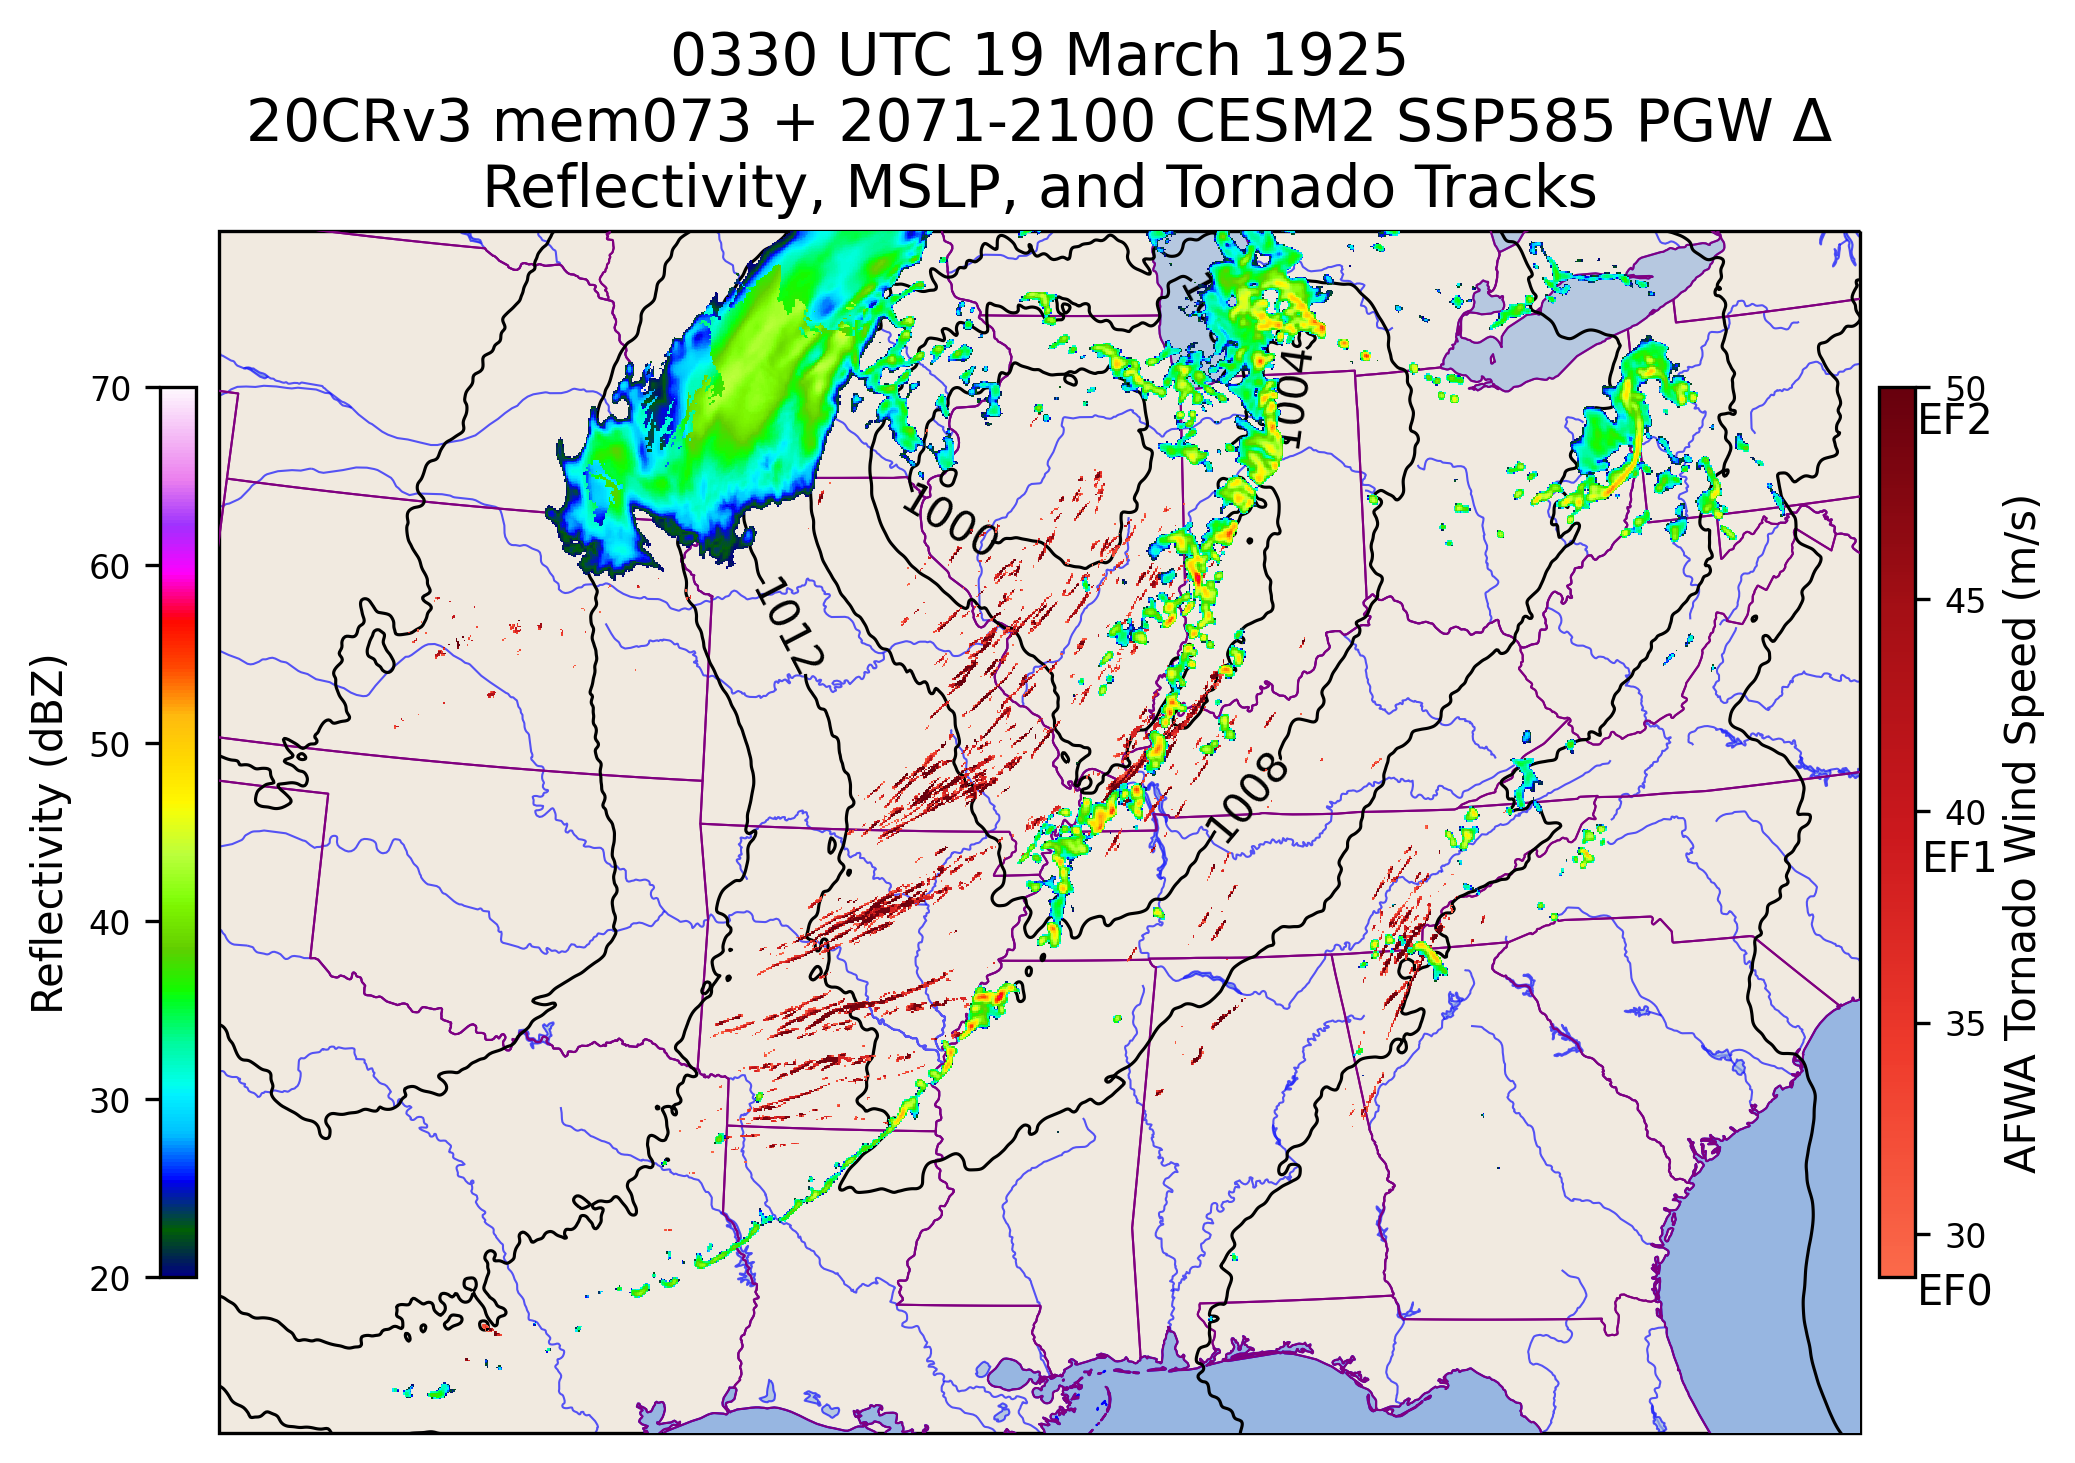 0330 UTC 19 March 1925
20CRv3 mem073 + 2071-2100 CESM2 SSP585 PGW Δ
Reflectivity, MSLP, and Tornado Tracks
Reflectivity (dBZ)
70
60
50
40
30
20
1004
1000
1012
1008
50
EF2
45
40
EF1
35
30
EF0
AFWA Tornado Wind Speed (m/s)